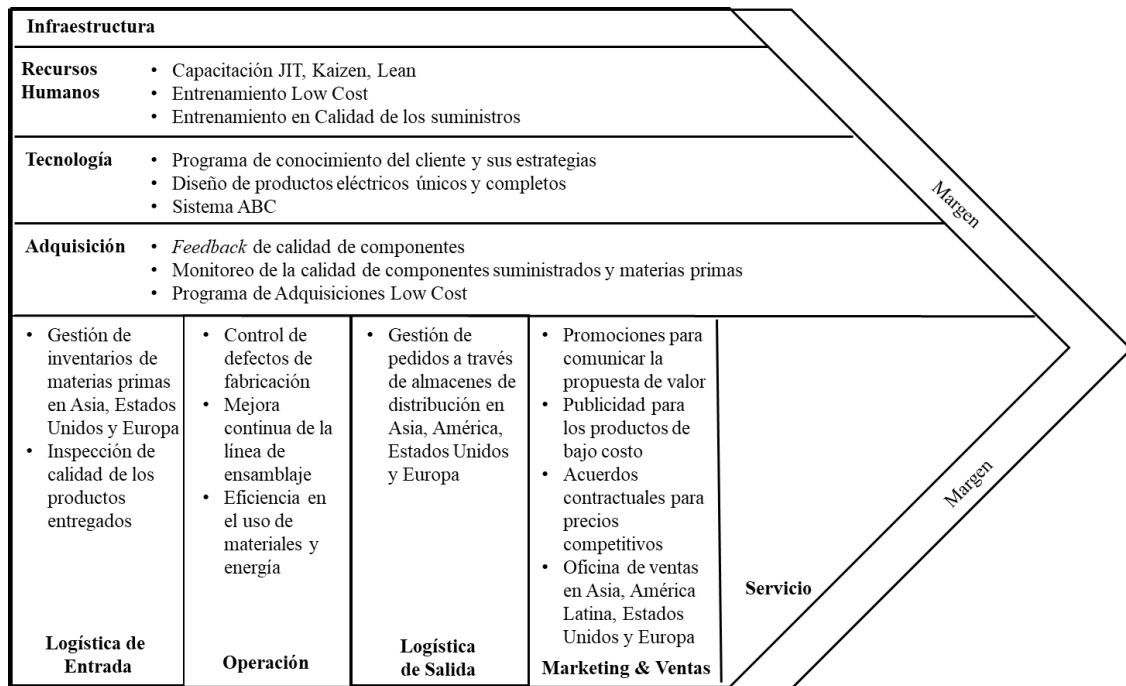 Infraestructura
Recursos
Humanos
• Capacitación JIT, Kaizen, Lean
• Entrenamiento Low Cost
• Entrenamiento en Calidad de los suministros
Tecnología
• Programa de conocimiento del cliente y sus estrategias
• Diseño de productos eléctricos únicos y completos
• Sistema ABC
Adquisición
• Feedback de calidad de componentes
• Monitoreo de la calidad de componentes suministrados y materias primas
• Programa de Adquisiciones Low Cost
Margen
• Gestión de
inventarios de
materias primas
en Asia, Estados
Unidos y Europa
• Inspección de
calidad de los
productos
entregados
Logística de
Entrada
• Control de
defectos de
fabricación
• Mejora
continua de la
línea de
ensamblaje
• Eficiencia en
el uso de
materiales y
energía
Operación
• Gestión de
pedidos a través
de almacenes de
distribución en
Asia, América,
Estados Unidos
y Europa
Logística
de Salida
• Promociones para
comunicar la
propuesta de valor
• Publicidad para
los productos de
bajo costo
• Acuerdos
contractuales para
precios
competitivos
• Oficina de ventas
en Asia, América
Latina, Estados
Unidos y Europa
Marketing & Ventas
Servicio
Margen